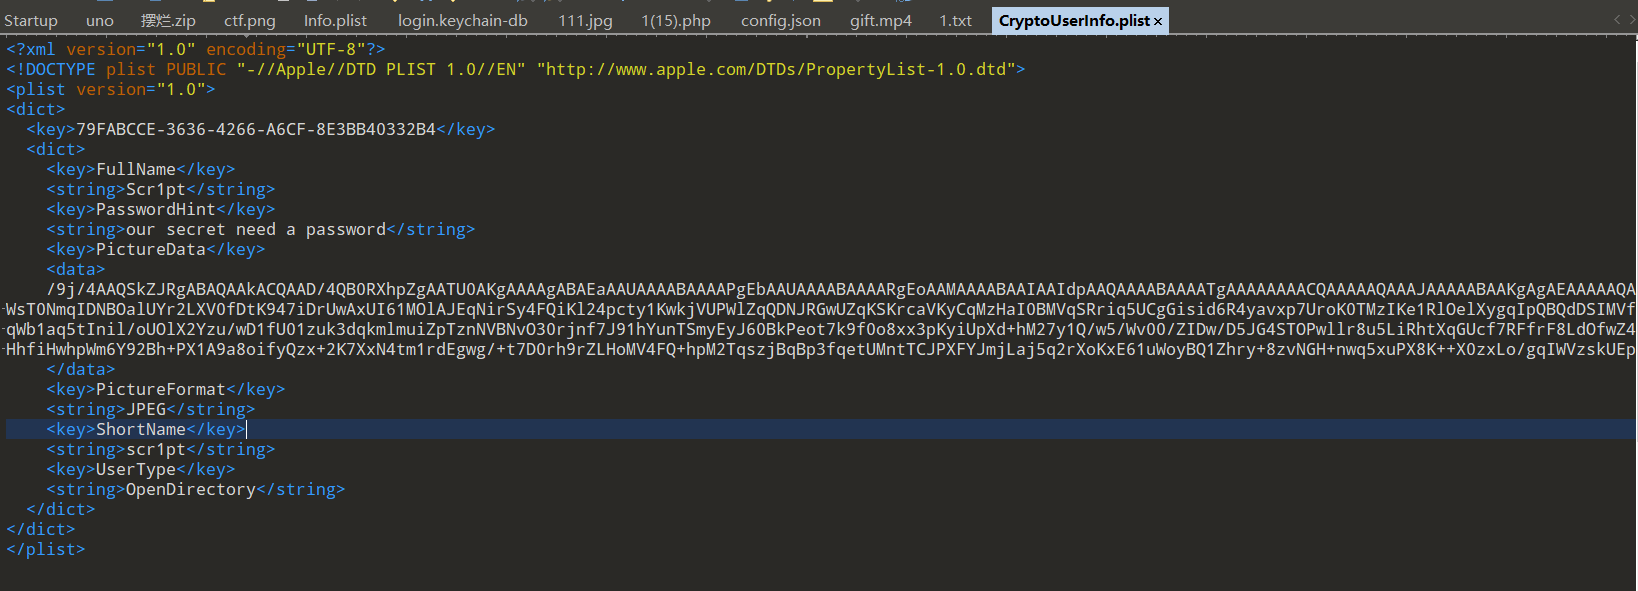 Startup uno 摆烂.zip ctf.png Info.plist login.keychain-db 111.jpg 1(15).php config.json gift.mp4 1.txt CryptoUserInfo.plist ×
<?xml version="1.0" encoding="UTF-8"?>
<!DOCTYPE plist PUBLIC "-//Apple//DTD PLIST 1.0//EN" "http://www.apple.com/DTDs/PropertyList-1.0.dtd">
<plist version="1.0">
<dict>
<key>79FABCCE-3636-4266-A6CF-8E3BB40332B4</key>
<dict>
<key>FullName</key>
<string>Scr1pt</string>
<key>PasswordHint</key>
<string>our secret need a password</string>
<key>PictureData</key>
<data>
/9j/4AAQSkZJRgABAQAAkACQAAD/4QB0RXhpZgAATU0AKgAAAAgABAEaAAUAAAABAAAAPgEbAAUAAAABAAAARgEoAAMAAAABAAIAAIdpAAQAAAABAAAATgAAAAAAAACQAAAAAQAAAJAAAAABAAKgAgAEAAAAAQA
WsT0NmqIDNBOalUYr2LXV0fDtK947iDrUwAxUI61MOlAJEqNirSy4FQiKl24pcty1KwkjVUPWlZqQDNJRGwUZqKSKrcaVKyCqMzHaI0BMVqSRriq5UCgGisid6R4yavxp7UroK0TMzIKe1RlOelXygqIpQBQdDSIMVf
qWb1aq5tInil/oUOlX2Yzu/wD1fU01zuk3dqkmlmuiZpTznNVBNvO3Orjnf7J91hYunTSmyEyJ60BkPeot7k9f0o8xx3pKyiUpXd+hM27y1Q/w5/Wv00/ZIDw/D5JG4STOPwllr8u5LiRhtXqGUcf7RFfrF8LdOfwZ4
HhfiHwhpWm6Y92Bh+PX1A9a8oifyQzx+2K7XxN4tm1rdEgwg/+t7D0rh9rZLHoMV4FQ+hpM2TqszjBqBp3fqetUMntTCJPXFYJmjLaj5q2rXoKxE61uWoyBQ1Zhry+8zvNGH+nwq5xuPX8K++X0zxLo/gqIWVzskUEp
</data>
<key>PictureFormat</key>
<string>JPEG</string>
<key>ShortName</key>
<string>scr1pt</string>
<key>UserType</key>
<string>OpenDirectory</string>
</dict>
</dict>
</plist>